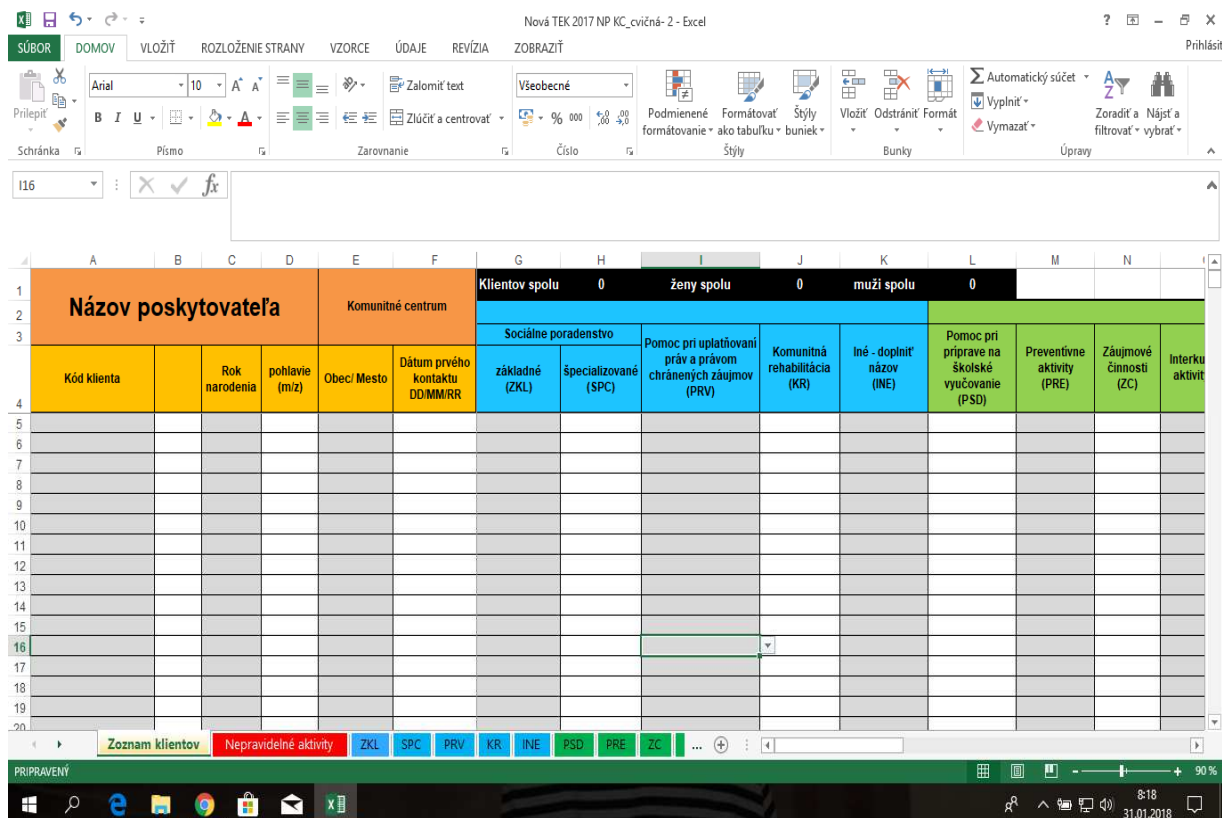 Nová TEK 2017 NP KC_cvičná- 2 - Excel
?
SÚBOR DOMOV VLOŽIŤ ROZLOŽENIE STRANY VZORCE ÚDAJE REVÍZIA ZOBRAZIŤ Prihlásiť
Prilepiť
Arial 10
B I U
Zalomiť text
Zlúčiť a centrovať
Všeobecné
% 000
Podmienené formátovanie
Formátovať ako tabuľku
Štýly buniek
Vložiť Odstrániť Formát
Automatický súčet
Vyplniť
Vymazať
Zoradiť a filtrovať
Nájsť a vybrať
Schránka Písmo Zarovnanie Číslo Štýly Bunky Úpravy
I16 fx
A B C D E F G H I J K L M N
1 Klientov spolu 0 ženy spolu 0 muži spolu 0
Názov poskytovateľa
Komunitné centrum
2
3
4
Kód klienta
Rok
narodenia
pohlavie
(m/z)
Obec/ Mesto
Dátum prvého
kontaktu
DD/MM/RR
Sociálne poradenstvo
základné
(ZKL)
špecializované
(SPC)
Pomoc pri uplatňovaní
práv a právom
chránených záujmov
(PRV)
Komunitná
rehabilitácia
(KR)
Iné - doplniť
názov
(INE)
Pomoc pri
príprave na
školské
vyučovanie
(PSD)
Preventívne
aktivity
(PRE)
Záujmové
činnosti
(ZC)
Interku
aktivit
5
6
7
8
9
10
11
12
13
14
15
16
17
18
19
20
Zoznam klientov Nepravidelné aktivity ZKL SPC PRV KR INE PSD PRE ZC ...
PRIPRAVENÝ 90 %
8:18
31.01.2018